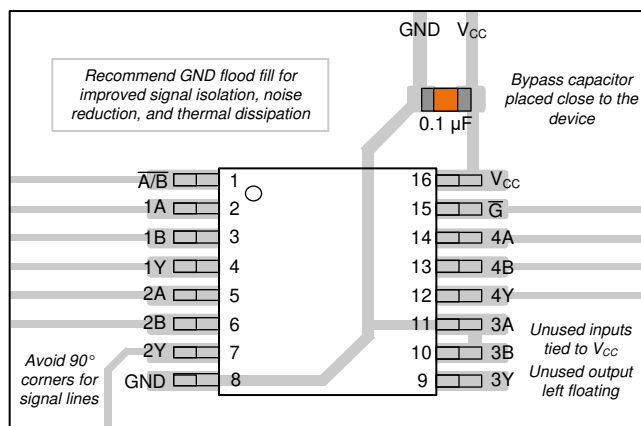 GND VCC
Recommend GND flood fill for
improved signal isolation, noise
reduction, and thermal dissipation
Bypass capacitor
placed close to the
device
0.1 µF
A̅/̅B̅ 1 16 VCC
1A 2 15 G̅
1B 3 14 4A
1Y 4 13 4B
2A 5 12 4Y
2B 6 11 3A
2Y 7 10 3B
GND 8 9 3Y
Avoid 90°
corners for
signal lines
Unused inputs
tied to VCC
Unused output
left floating